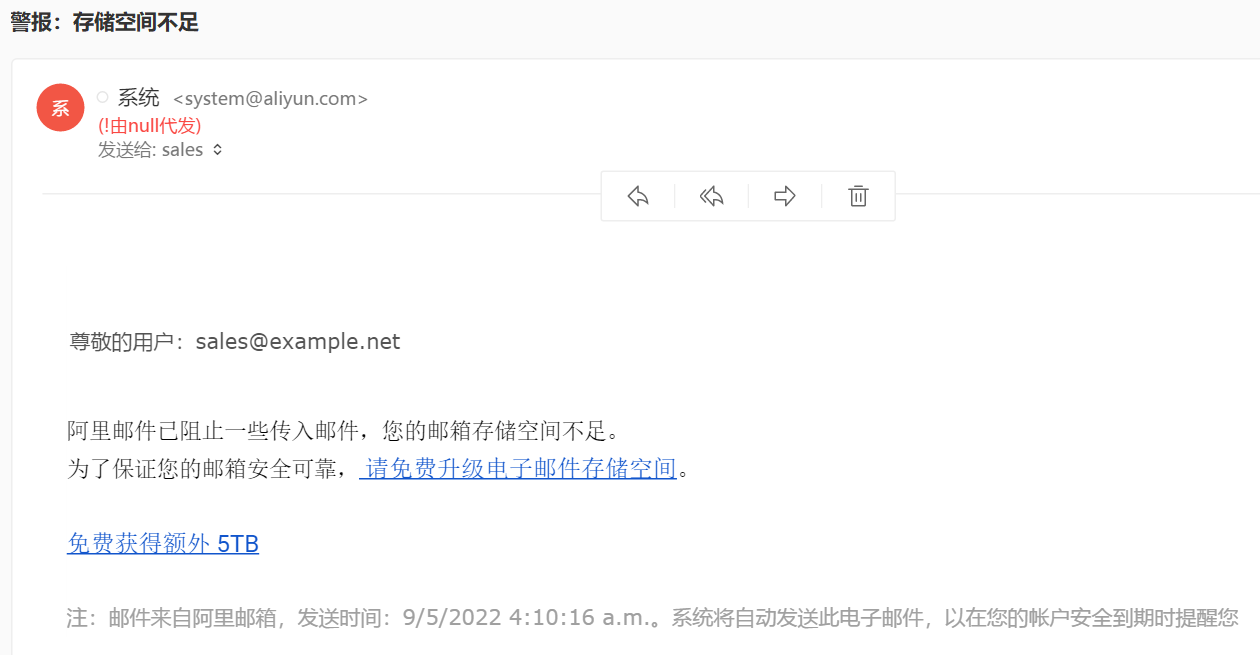 警报：存储空间不足
系
系统 <system@aliyun.com>
(!由null代发)
发送给: sales
尊敬的用户：sales@example.net
阿里邮件已阻止一些传入邮件，您的邮箱存储空间不足。
为了保证您的邮箱安全可靠， 请免费升级电子邮件存储空间。
免费获得额外 5TB
注：邮件来自阿里邮箱，发送时间：9/5/2022 4:10:16 a.m.。系统将自动发送此电子邮件，以在您的帐户安全到期时提醒您